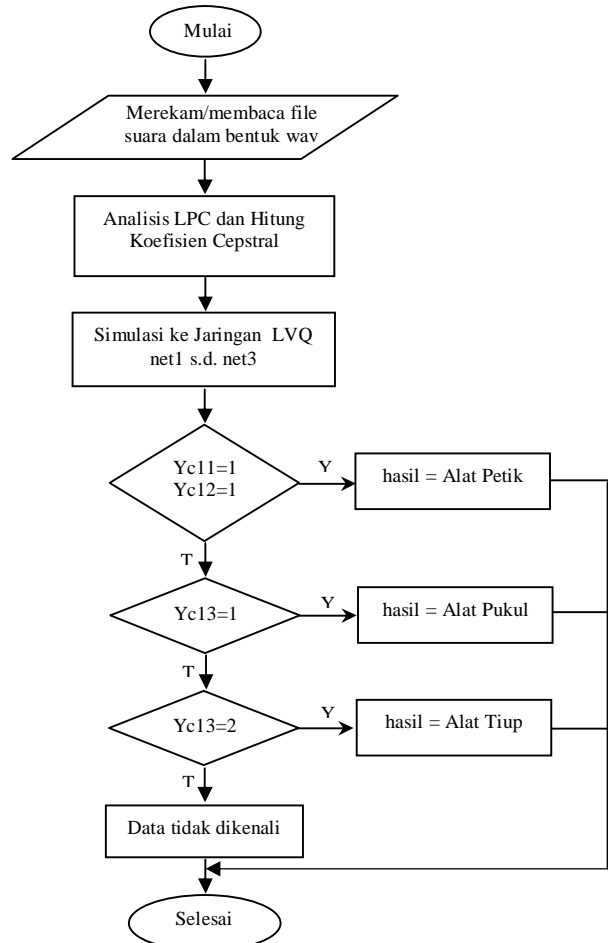 Mulai
Merekam/membaca file
suara dalam bentuk wav
Analisis LPC dan Hitung
Koefisien Cepstral
Simulasi ke Jaringan LVQ
net1 s.d. net3
Yc11=1
Yc12=1
Y
hasil = Alat Petik
T
Yc13=1
Y
hasil = Alat Pukul
T
Yc13=2
Y
hasil = Alat Tiup
T
Data tidak dikenali
Selesai